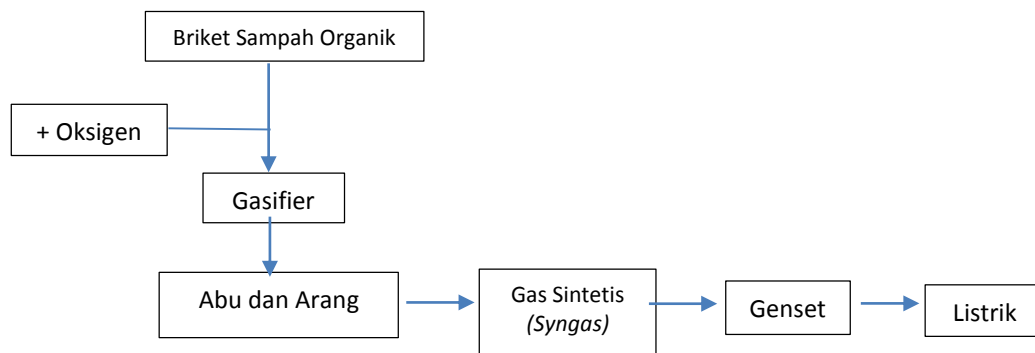 Briket Sampah Organik
+ Oksigen
Gasifier
Abu dan Arang
Gas Sintetis
(Syngas)
Genset
Listrik